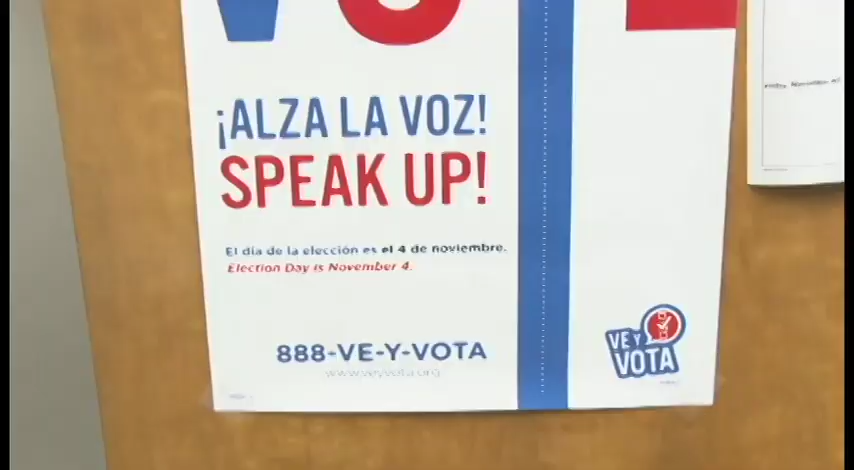 ¡ALZA LA VOZ!
SPEAK UP!
El día de la elección es el 4 de noviembre.
Election Day is November 4.
888-VE-Y-VOTA
www.veyvota.org
VE Y
VOTA